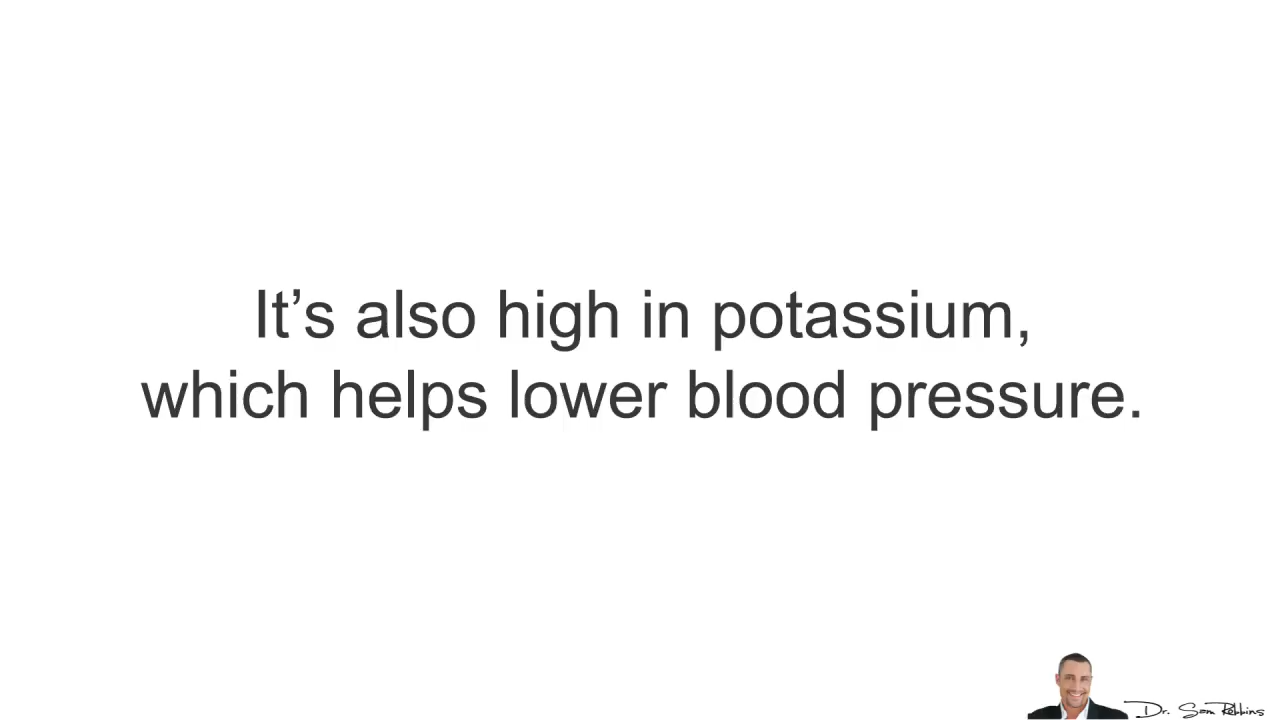 It’s also high in potassium,
which helps lower blood pressure.
Dr. Sam Robbins